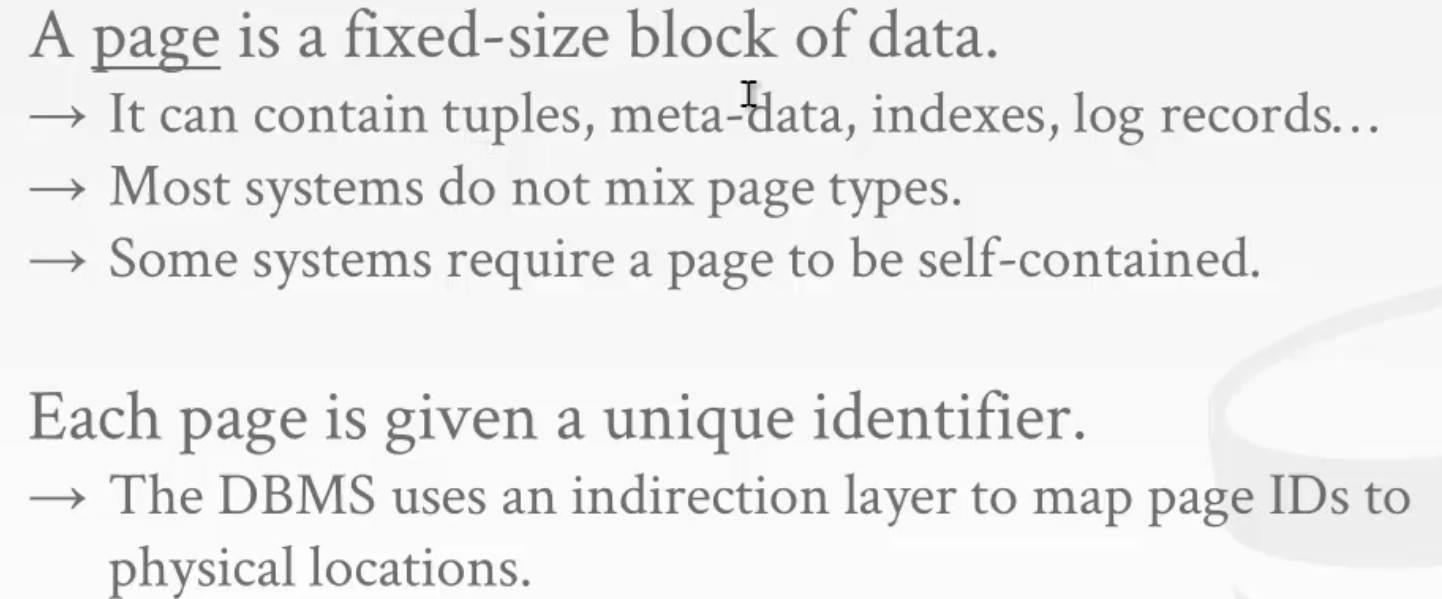 A page is a fixed-size block of data.
→ It can contain tuples, meta-data, indexes, log records...
→ Most systems do not mix page types.
→ Some systems require a page to be self-contained.
Each page is given a unique identifier.
→ The DBMS uses an indirection layer to map page IDs to
physical locations.